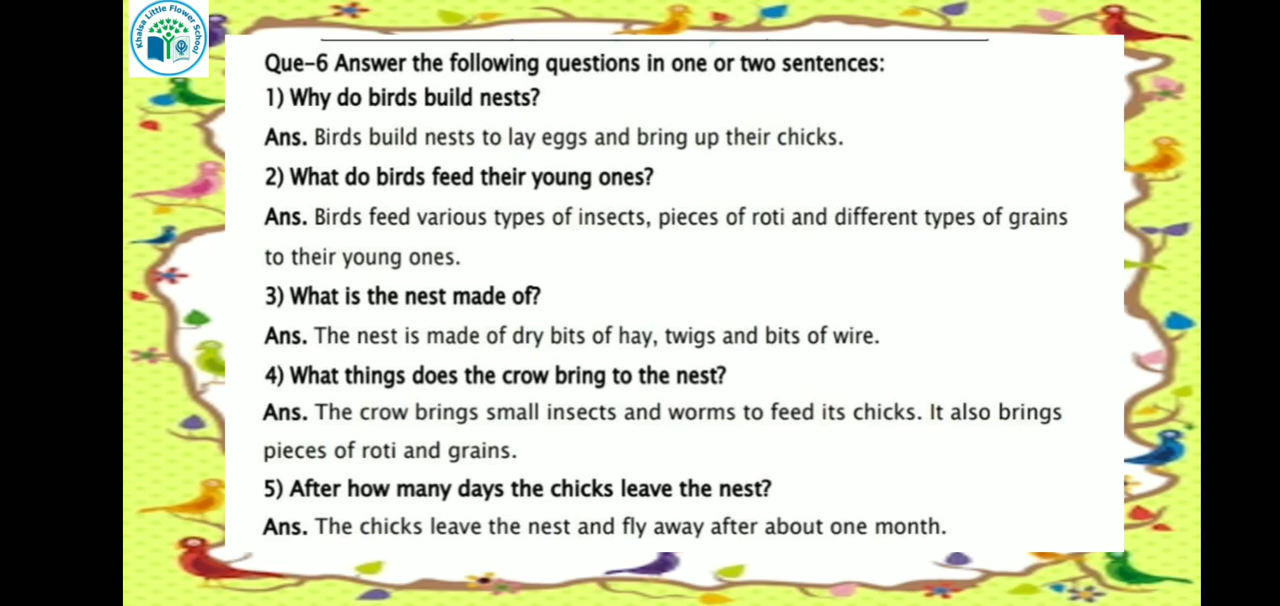 Khalsa Little Flower School
Que-6 Answer the following questions in one or two sentences:
1) Why do birds build nests?
Ans. Birds build nests to lay eggs and bring up their chicks.
2) What do birds feed their young ones?
Ans. Birds feed various types of insects, pieces of roti and different types of grains
to their young ones.
3) What is the nest made of?
Ans. The nest is made of dry bits of hay, twigs and bits of wire.
4) What things does the crow bring to the nest?
Ans. The crow brings small insects and worms to feed its chicks. It also brings
pieces of roti and grains.
5) After how many days the chicks leave the nest?
Ans. The chicks leave the nest and fly away after about one month.